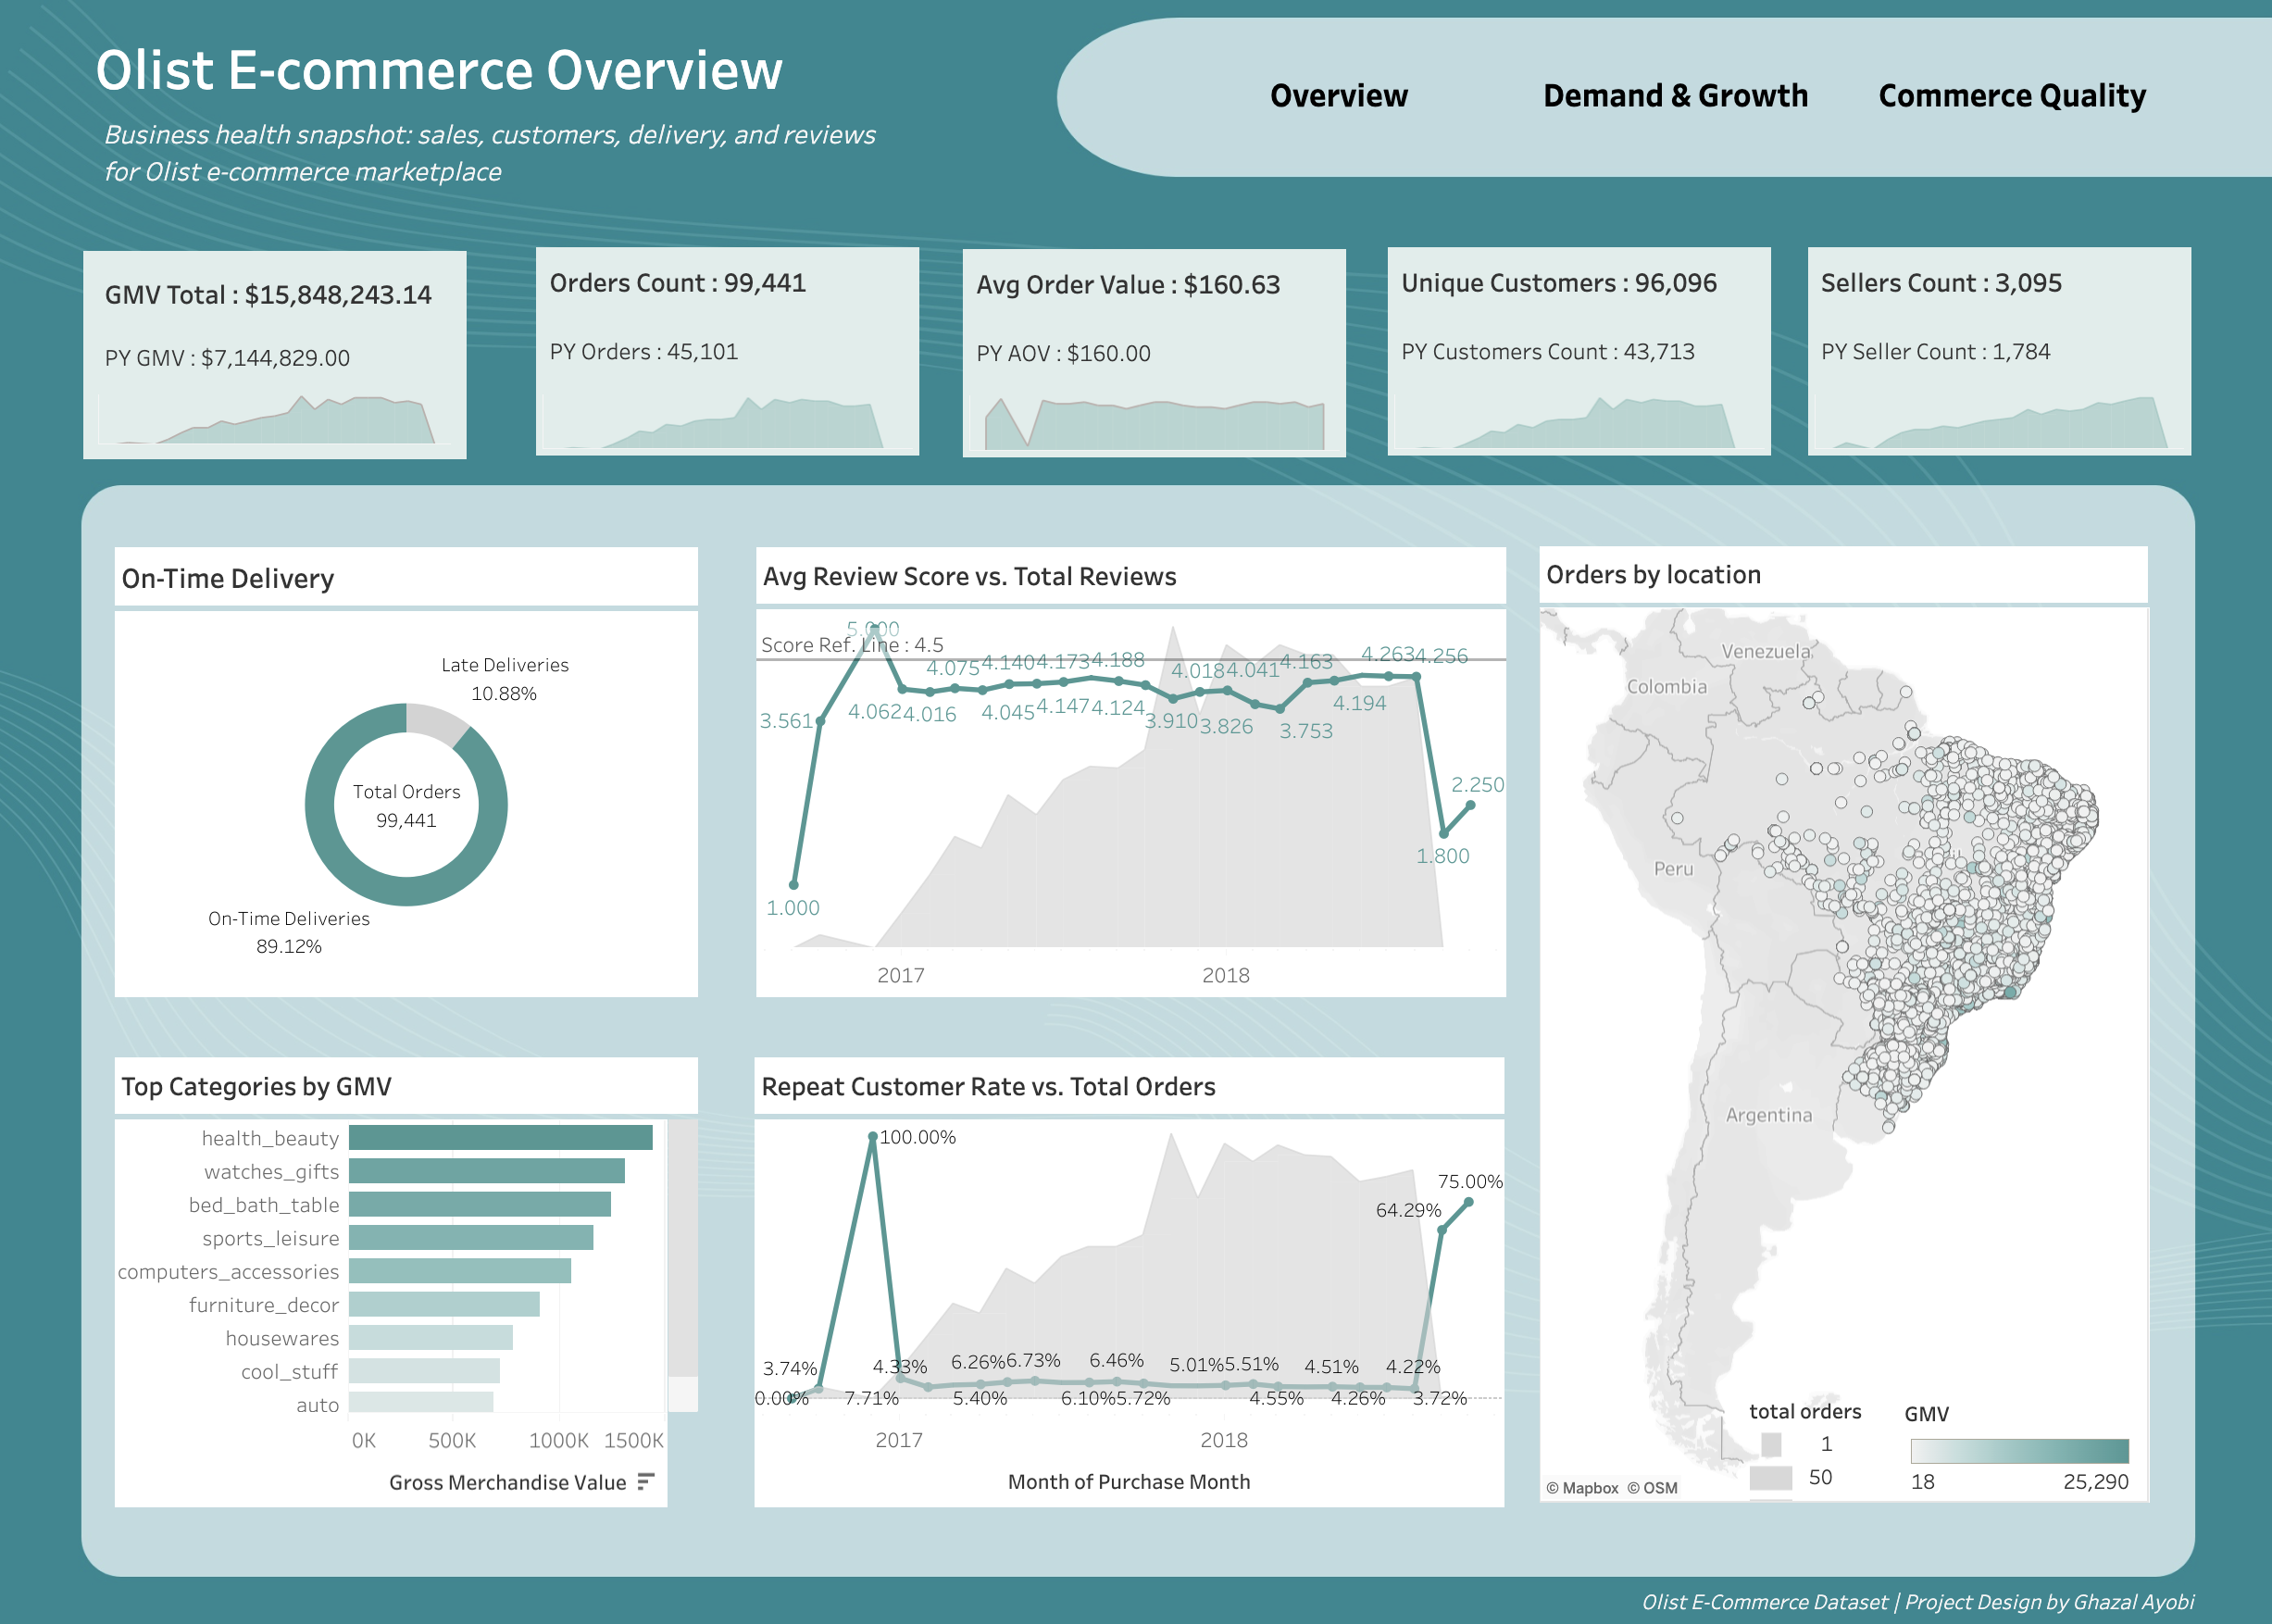 Olist E-commerce Overview
Business health snapshot: sales, customers, delivery, and reviews
for Olist e-commerce marketplace
Overview
Demand & Growth
Commerce Quality
GMV Total : $15,848,243.14
PY GMV : $7,144,829.00
Orders Count : 99,441
PY Orders : 45,101
Avg Order Value : $160.63
PY AOV : $160.00
Unique Customers : 96,096
PY Customers Count : 43,713
Sellers Count : 3,095
PY Seller Count : 1,784
On-Time Delivery
Late Deliveries
10.88%
Total Orders
99,441
On-Time Deliveries
89.12%
Avg Review Score vs. Total Reviews
5.000
Score Ref. Line : 4.5
4.075 4.140 4.173 4.188 4.018 4.041 4.163 4.263 4.256
3.561 4.062 4.016 4.045 4.147 4.124 3.910 3.826 3.753 4.194
2.250
1.800
1.000
2017 2018
Orders by location
Venezuela
Colombia
Peru
Argentina
total orders
1
50
GMV
18 25,290
© Mapbox © OSM
Top Categories by GMV
health_beauty
watches_gifts
bed_bath_table
sports_leisure
computers_accessories
furniture_decor
housewares
cool_stuff
auto
0K 500K 1000K 1500K
Gross Merchandise Value
Repeat Customer Rate vs. Total Orders
100.00%
75.00%
64.29%
3.74% 4.33% 6.26% 6.73% 6.46% 5.01% 5.51% 4.51% 4.22%
0.00% 7.71% 5.40% 6.10% 5.72% 4.55% 4.26% 3.72%
2017 2018
Month of Purchase Month
Olist E-Commerce Dataset | Project Design by Ghazal Ayobi